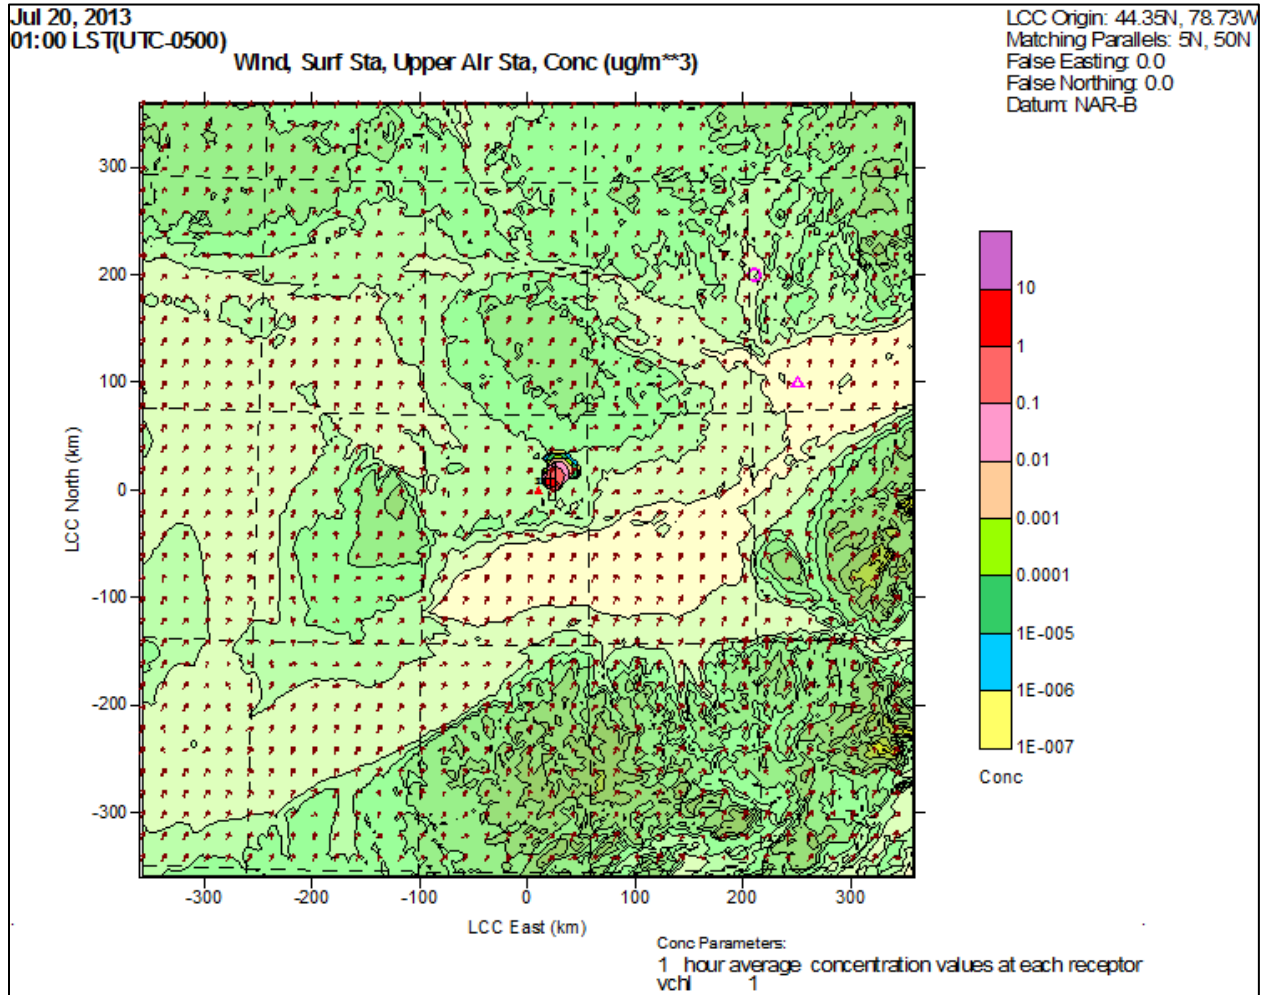 Jul 20, 2013
01:00 LST(UTC-0500)
Wind, Surf Sta, Upper Air Sta, Conc (ug/m**3)
LCC Origin: 44.35N, 78.73W
Matching Parallels: 5N, 50N
False Easting: 0.0
False Northing: 0.0
Datum: NAR-B
300
200
100
0
-100
-200
-300
LCC North (km)
-300
-200
-100
0
100
200
300
LCC East (km)
10
1
0.1
0.01
0.001
0.0001
1E-005
1E-006
1E-007
Conc
Conc Parameters:
1 hour average concentration values at each receptor
vchl 1